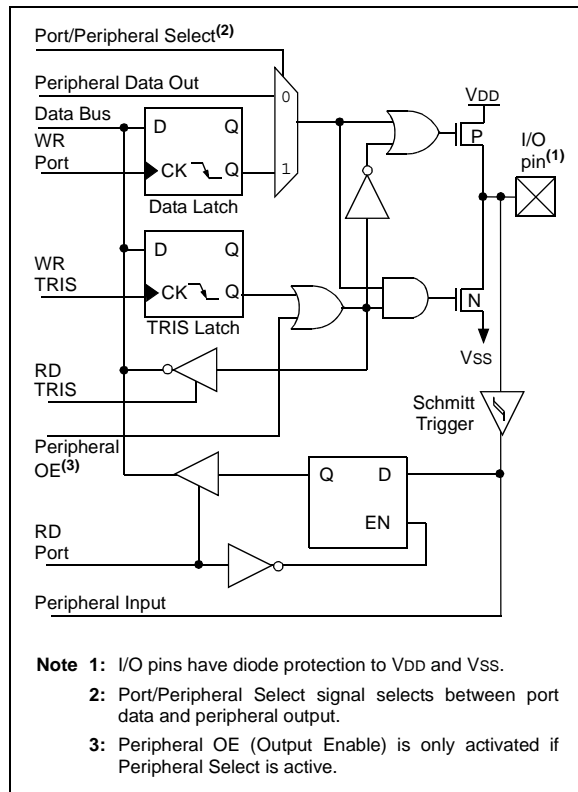 Port/Peripheral Select(2)
Peripheral Data Out
Data Bus
WR
Port
D Q
CK Q
Data Latch
0
1
VDD
P
I/O
pin(1)
WR
TRIS
D Q
CK Q
TRIS Latch
N
VSS
RD
TRIS
Schmitt
Trigger
Peripheral
OE(3)
Q D
EN
RD
Port
Peripheral Input
Note 1: I/O pins have diode protection to VDD and VSS.
2: Port/Peripheral Select signal selects between port
data and peripheral output.
3: Peripheral OE (Output Enable) is only activated if
Peripheral Select is active.